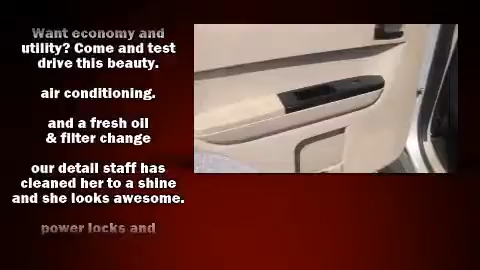 Want economy and
utility? Come and test
drive this beauty.
air conditioning.
and a fresh oil
& filter change
our detail staff has
cleaned her to a shine
and she looks awesome.
power locks and